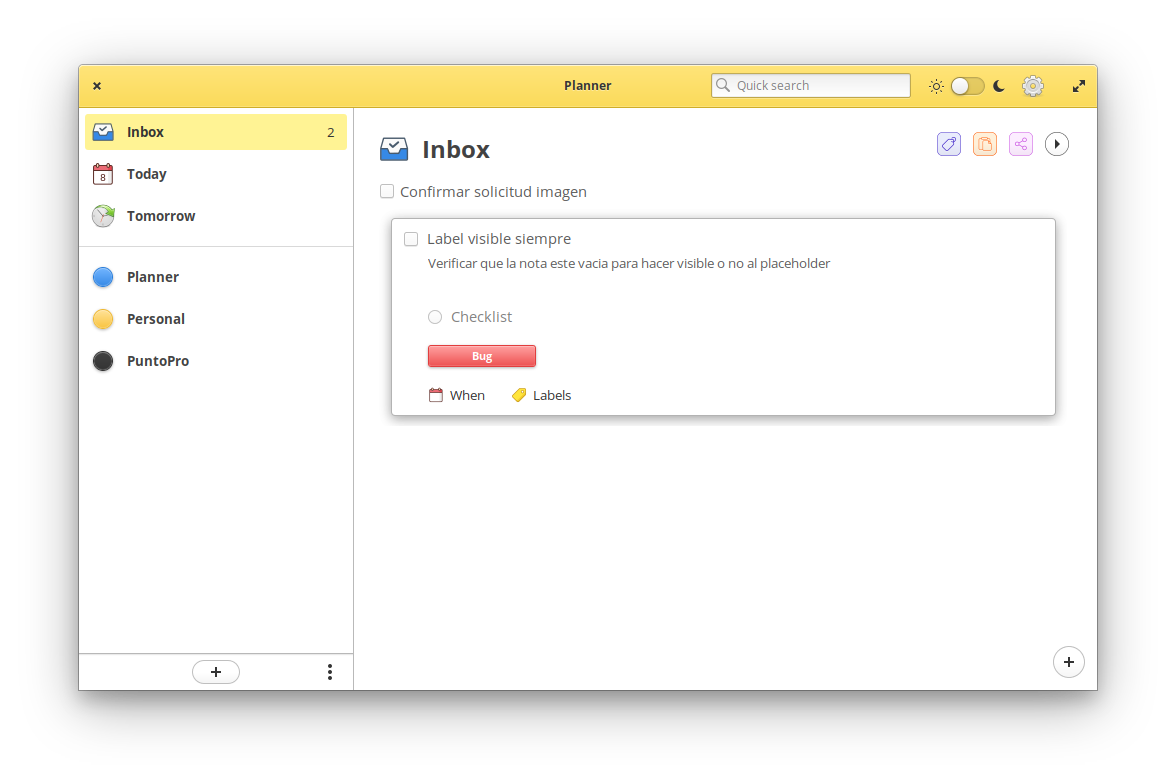 Planner
Quick search
Inbox 2
8
Today
Tomorrow
Planner
Personal
PuntoPro
Inbox
Confirmar solicitud imagen
Label visible siempre
Verificar que la nota este vacia para hacer visible o no al placeholder
Checklist
Bug
When Labels